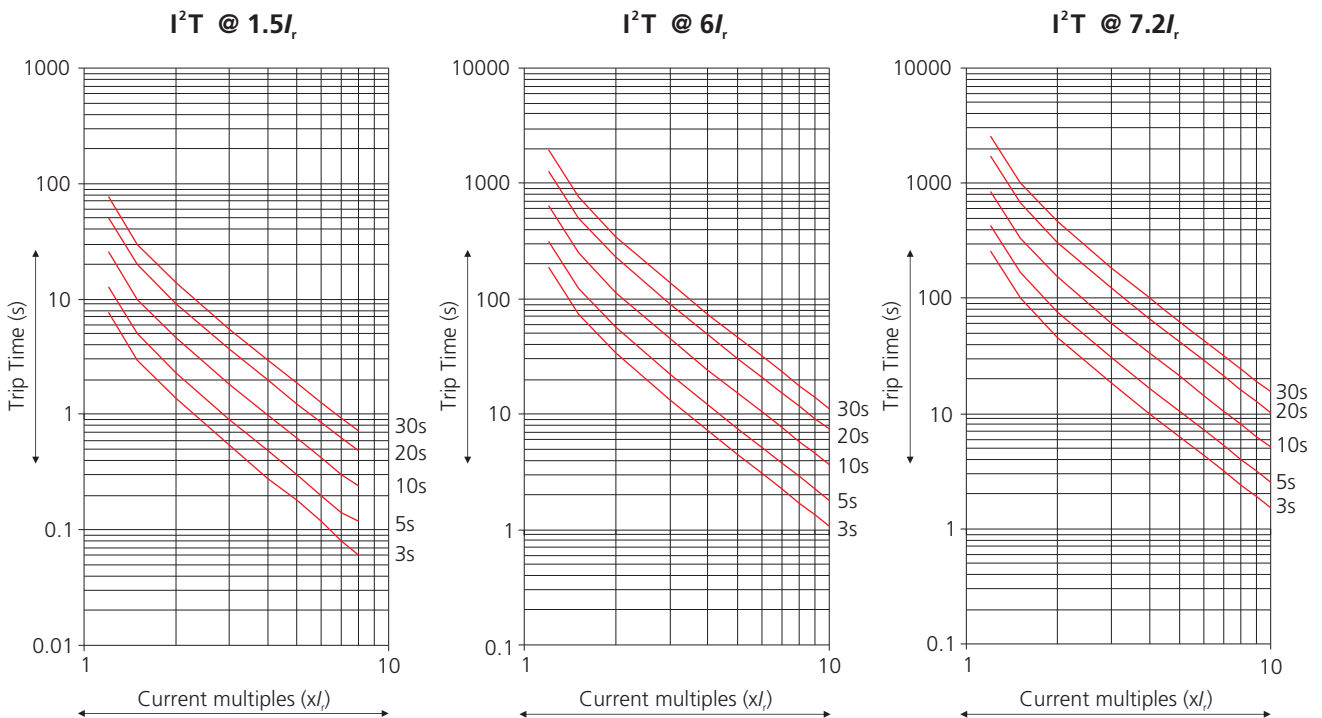 I²T @ 1.5Iᵣ
1000
100
10
1
0.1
0.01
Trip Time (s)
30s
20s
10s
5s
3s
1
10
Current multiples (xIᵣ)
I²T @ 6Iᵣ
10000
1000
100
10
1
0.1
Trip Time (s)
30s
20s
10s
5s
3s
1
10
Current multiples (xIᵣ)
I²T @ 7.2Iᵣ
10000
1000
100
10
1
0.1
Trip Time (s)
30s
20s
10s
5s
3s
1
10
Current multiples (xIᵣ)